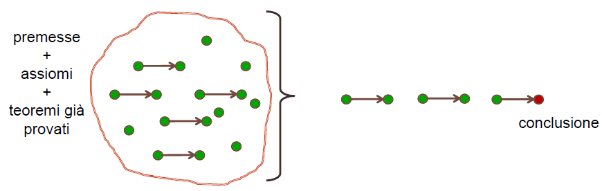 premesse
+
assiomi
+
teoremi già
provati
conclusione